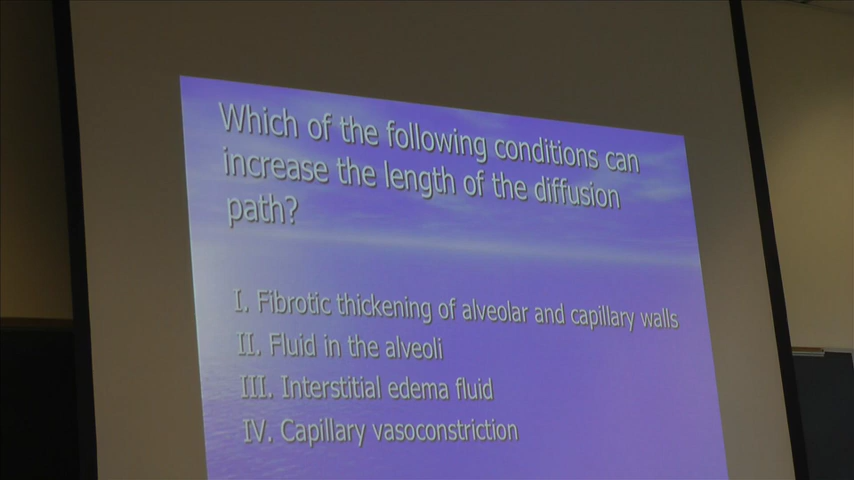 Which of the following conditions can
increase the length of the diffusion
path?
I. Fibrotic thickening of alveolar and capillary walls
II. Fluid in the alveoli
III. Interstitial edema fluid
IV. Capillary vasoconstriction